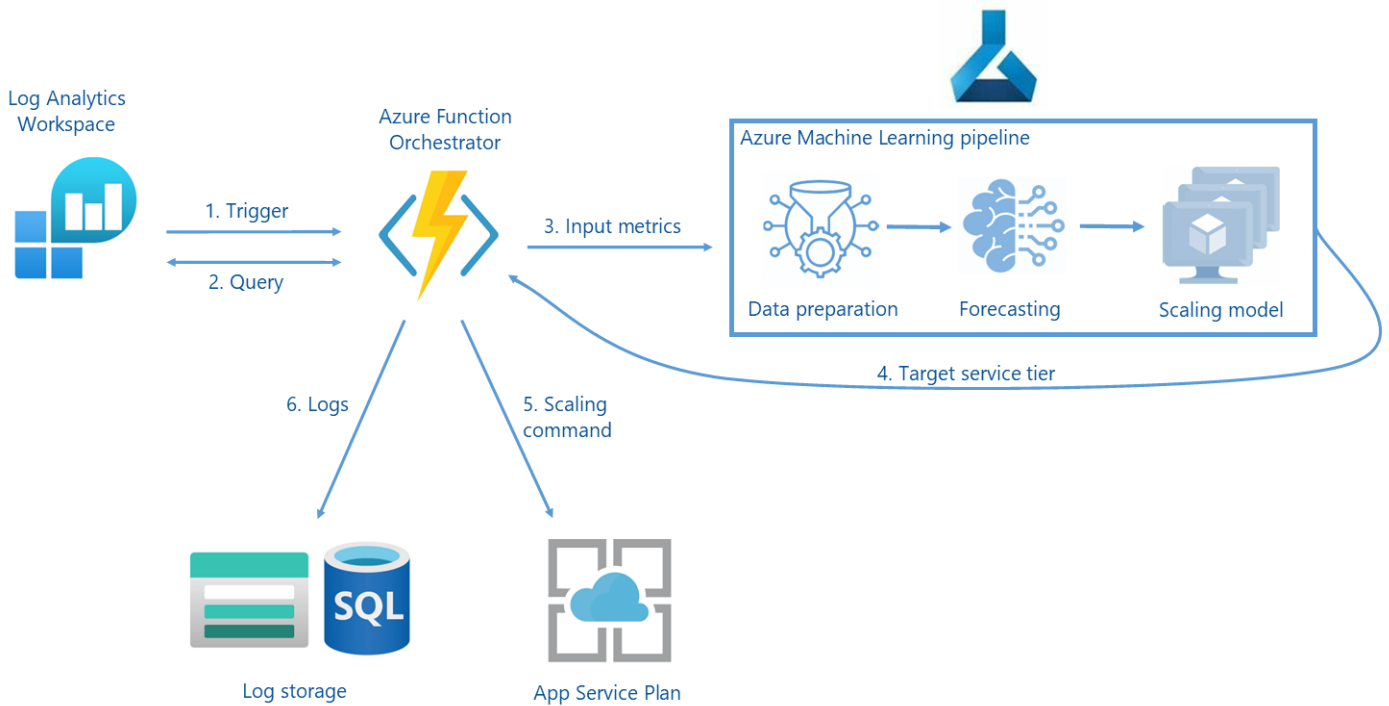 Log Analytics
Workspace
Azure Function
Orchestrator
Azure Machine Learning pipeline
1. Trigger
2. Query
3. Input metrics
Data preparation
Forecasting
Scaling model
4. Target service tier
6. Logs
5. Scaling
command
SQL
Log storage
App Service Plan